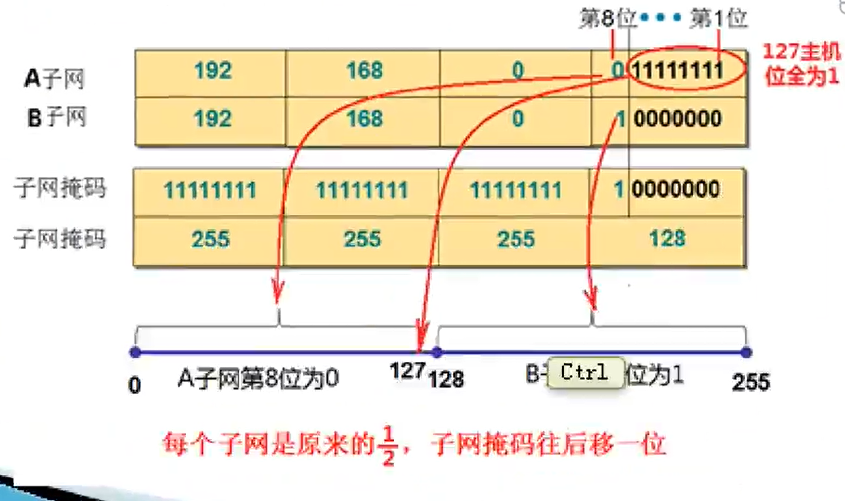 第8位•••第1位
A子网 192 168 0 0 11111111
127主机位全为1
B子网 192 168 0 1 0000000
子网掩码 11111111 11111111 11111111 1 0000000
子网掩码 255 255 255 128
0 A子网第8位为0 127 128 B Ctrl 位为1 255
每个子网是原来的1/2，子网掩码往后移一位